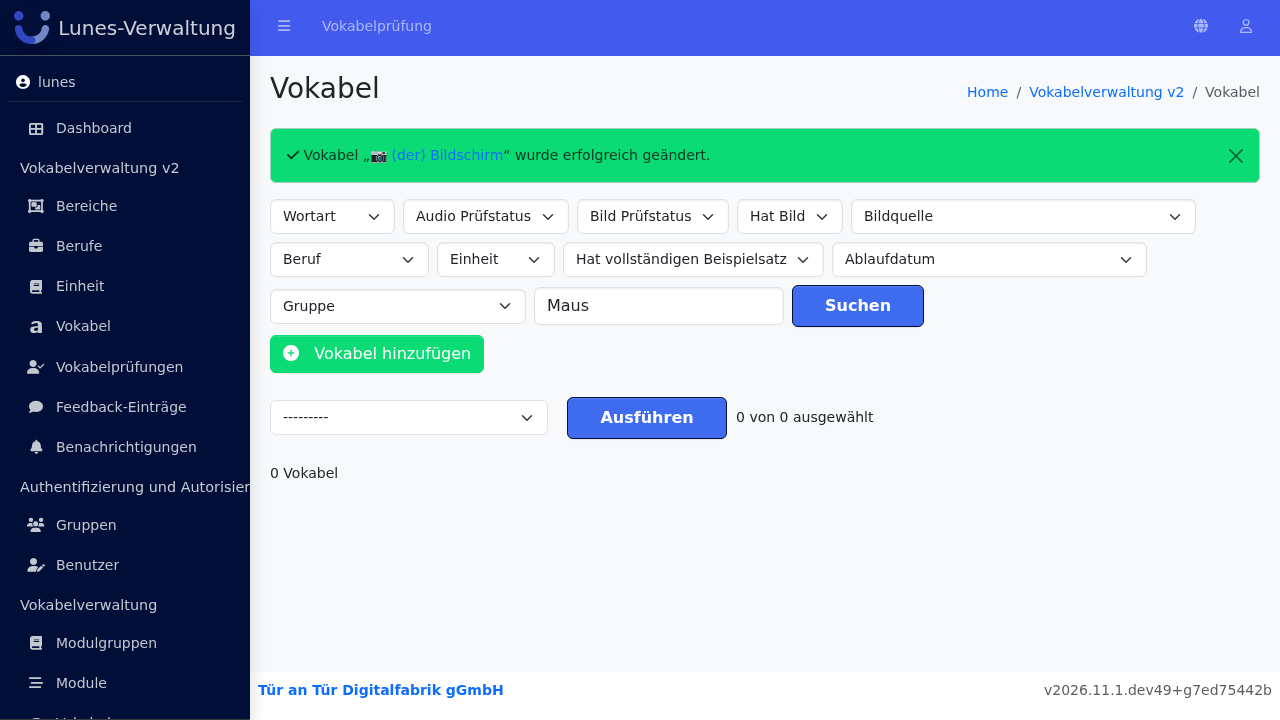 Lunes-Verwaltung
Vokabelprüfung
lunes
Dashboard
Vokabelverwaltung v2
Bereiche
Berufe
Einheit
Vokabel
Vokabelprüfungen
Feedback-Einträge
Benachrichtigungen
Authentifizierung und Autorisier
Gruppen
Benutzer
Vokabelverwaltung
Modulgruppen
Module
Vokabel
Home / Vokabelverwaltung v2 / Vokabel
Vokabel „📷 (der) Bildschirm“ wurde erfolgreich geändert.
Wortart Audio Prüfstatus Bild Prüfstatus Hat Bild Bildquelle
Beruf Einheit Hat vollständigen Beispielsatz Ablaufdatum
Gruppe Maus Suchen
Vokabel hinzufügen
--------- Ausführen 0 von 0 ausgewählt
0 Vokabel
Tür an Tür Digitalfabrik gGmbH
v2026.11.1.dev49+g7ed75442b